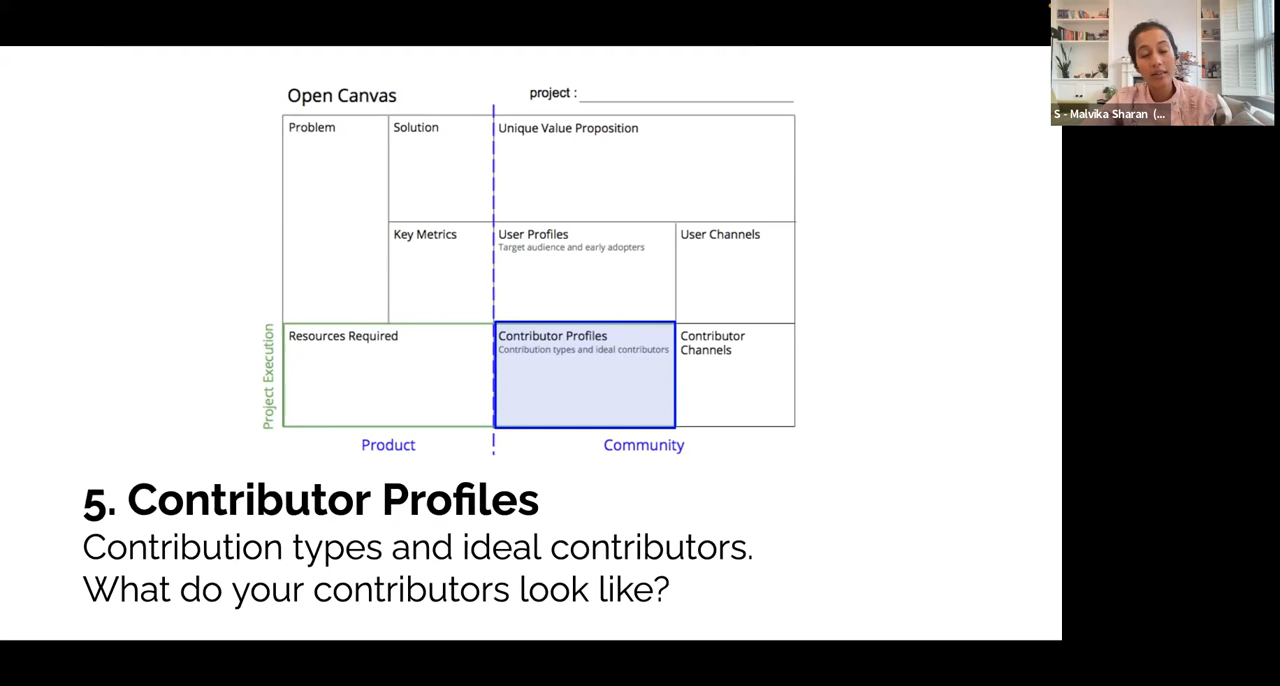 S - Malvika Sharan (...
Open Canvas
project :
Problem
Solution
Unique Value Proposition
Key Metrics
User Profiles
Target audience and early adopters
User Channels
Project Execution
Resources Required
Contributor Profiles
Contribution types and ideal contributors
Contributor
Channels
Product
Community
5. Contributor Profiles
Contribution types and ideal contributors.
What do your contributors look like?